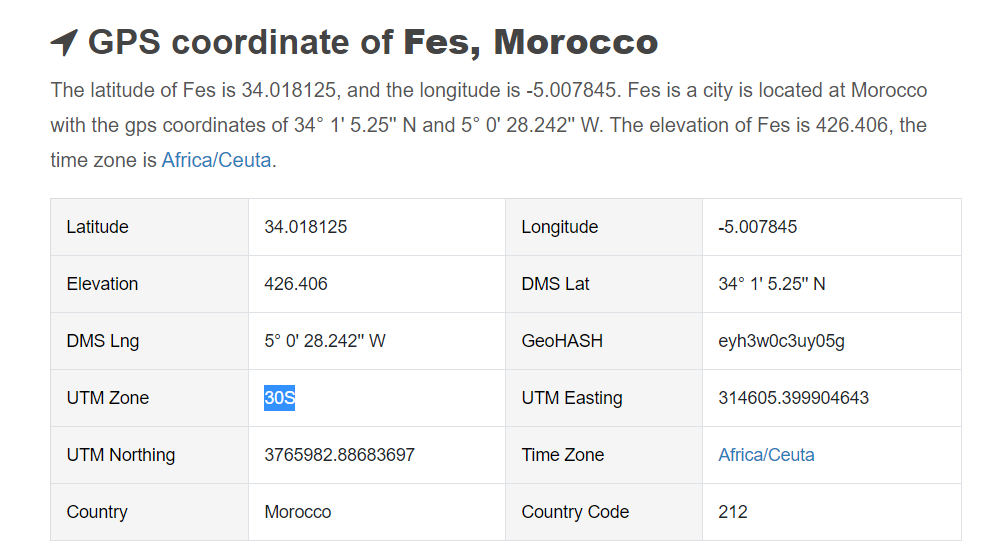 GPS coordinate of Fes, Morocco
The latitude of Fes is 34.018125, and the longitude is -5.007845. Fes is a city is located at Morocco
with the gps coordinates of 34° 1' 5.25'' N and 5° 0' 28.242'' W. The elevation of Fes is 426.406, the
time zone is Africa/Ceuta.
Latitude 34.018125 Longitude -5.007845
Elevation 426.406 DMS Lat 34° 1' 5.25'' N
DMS Lng 5° 0' 28.242'' W GeoHASH eyh3w0c3uy05g
UTM Zone 30S UTM Easting 314605.399904643
UTM Northing 3765982.88683697 Time Zone Africa/Ceuta
Country Morocco Country Code 212